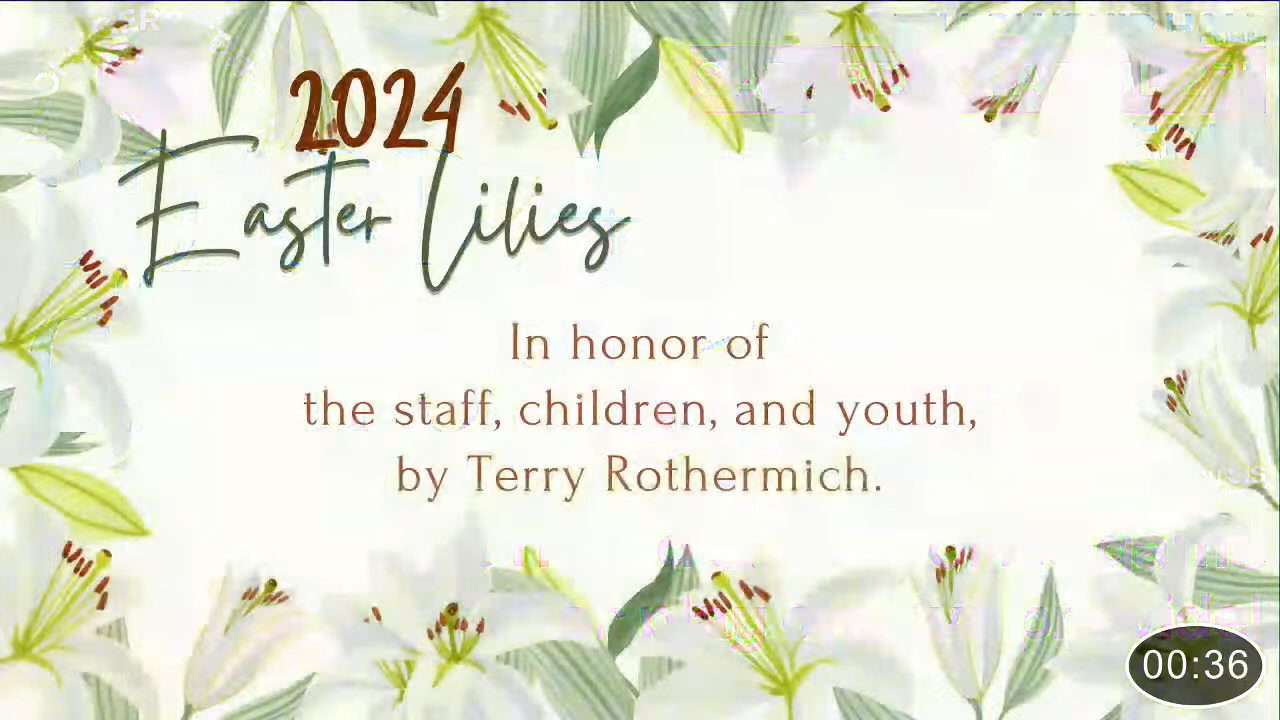 2024
Easter Lilies
In honor of
the staff, children, and youth,
by Terry Rothermich.
00:36